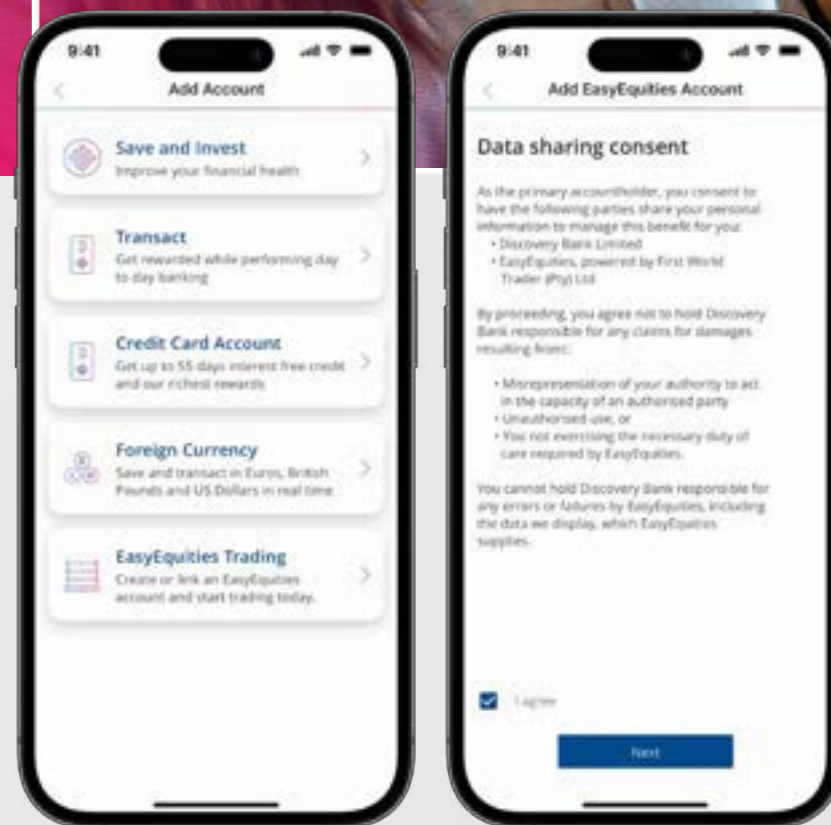 9:41
Add Account
Save and Invest
Improve your financial health
Transact
Get rewarded while performing day
to day banking
Credit Card Account
Get up to 55 days interest free credit
and our richest rewards
Foreign Currency
Save and transact in Euros, British
Pounds and US Dollars in real time
EasyEquities Trading
Create or link an EasyEquities
account and start trading today.
9:41
Add EasyEquities Account
Data sharing consent
As the primary accountholder, you consent to
have the following parties share your personal
information to manage this benefit for you:
• Discovery Bank Limited
• EasyEquities, powered by First World
Trader (Pty) Ltd
By proceeding, you agree not to hold Discovery
Bank responsible for any claims for damages
resulting from:
• Misrepresentation of your authority to act
in the capacity of an authorised party
• Unauthorised use, or
• You not exercising the necessary duty of
care required by EasyEquities.
You cannot hold Discovery Bank responsible for
any errors or failures by EasyEquities, including
the data we display, which EasyEquities
supplies.
I agree
Next